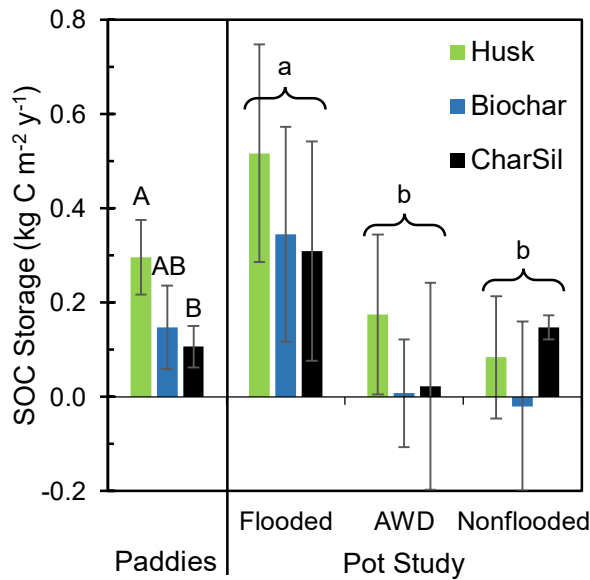 SOC Storage (kg C m⁻² y⁻¹)
0.8
0.6
0.4
0.2
0.0
-0.2
Husk
Biochar
CharSil
A
AB
B
a
b
b
Flooded
AWD
Nonflooded
Paddies
Pot Study